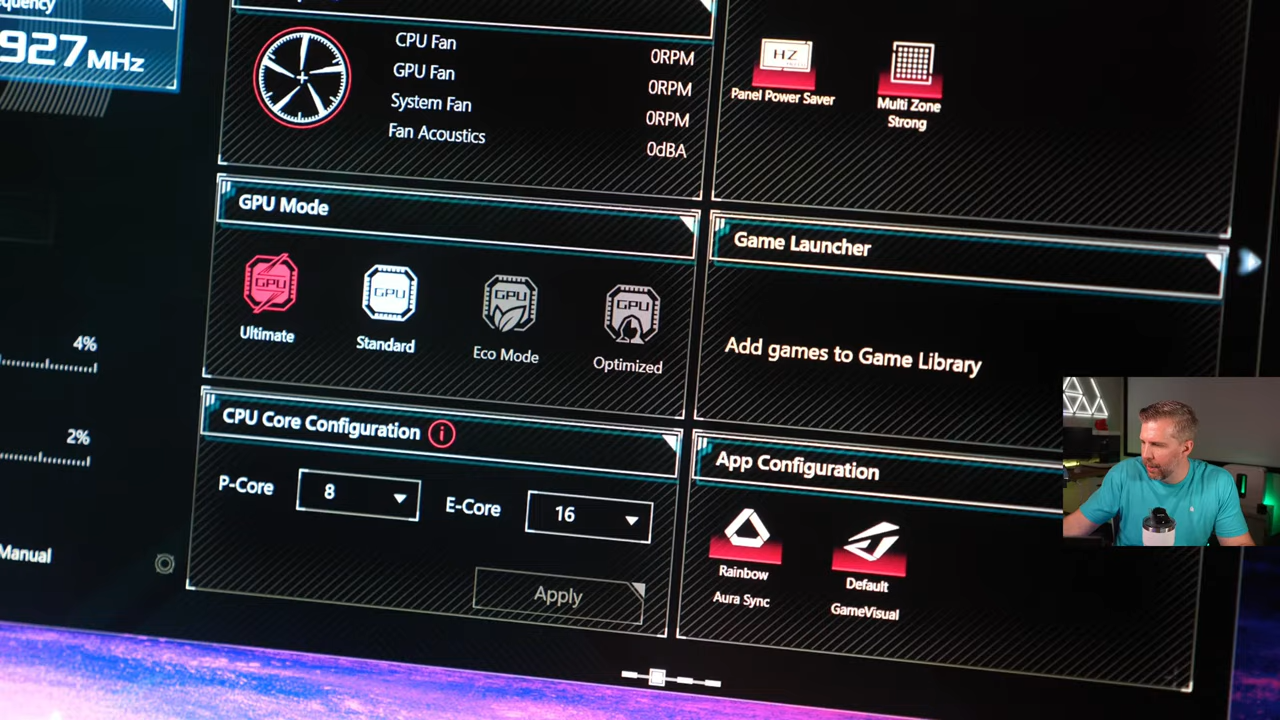 927MHz
CPU Fan
0RPM
GPU Fan
0RPM
System Fan
0RPM
Fan Acoustics
0dBA
HZ
Panel Power Saver
Multi Zone
Strong
GPU Mode
GPU
Ultimate
GPU
Standard
GPU
Eco Mode
GPU
Optimized
Game Launcher
Add games to Game Library
4%
2%
Manual
CPU Core Configuration
P-Core
8
E-Core
16
Apply
App Configuration
Rainbow
Aura Sync
Default
GameVisual